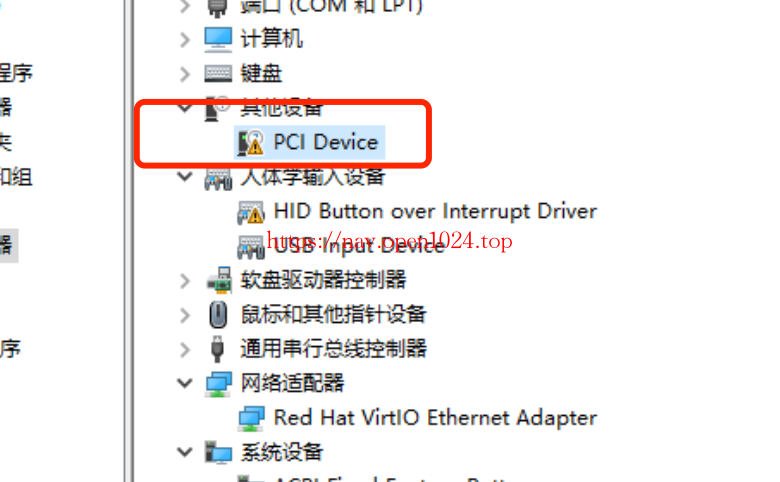 端口 (COM 和 LPT)
计算机
程序
键盘
器
其他设备
夹
PCI Device
和组
人体学输入设备
HID Button over Interrupt Driver
器
https://nav.open1024.top
USB Input Device
软盘驱动器控制器
鼠标和其他指针设备
序
通用串行总线控制器
网络适配器
Red Hat VirtIO Ethernet Adapter
系统设备